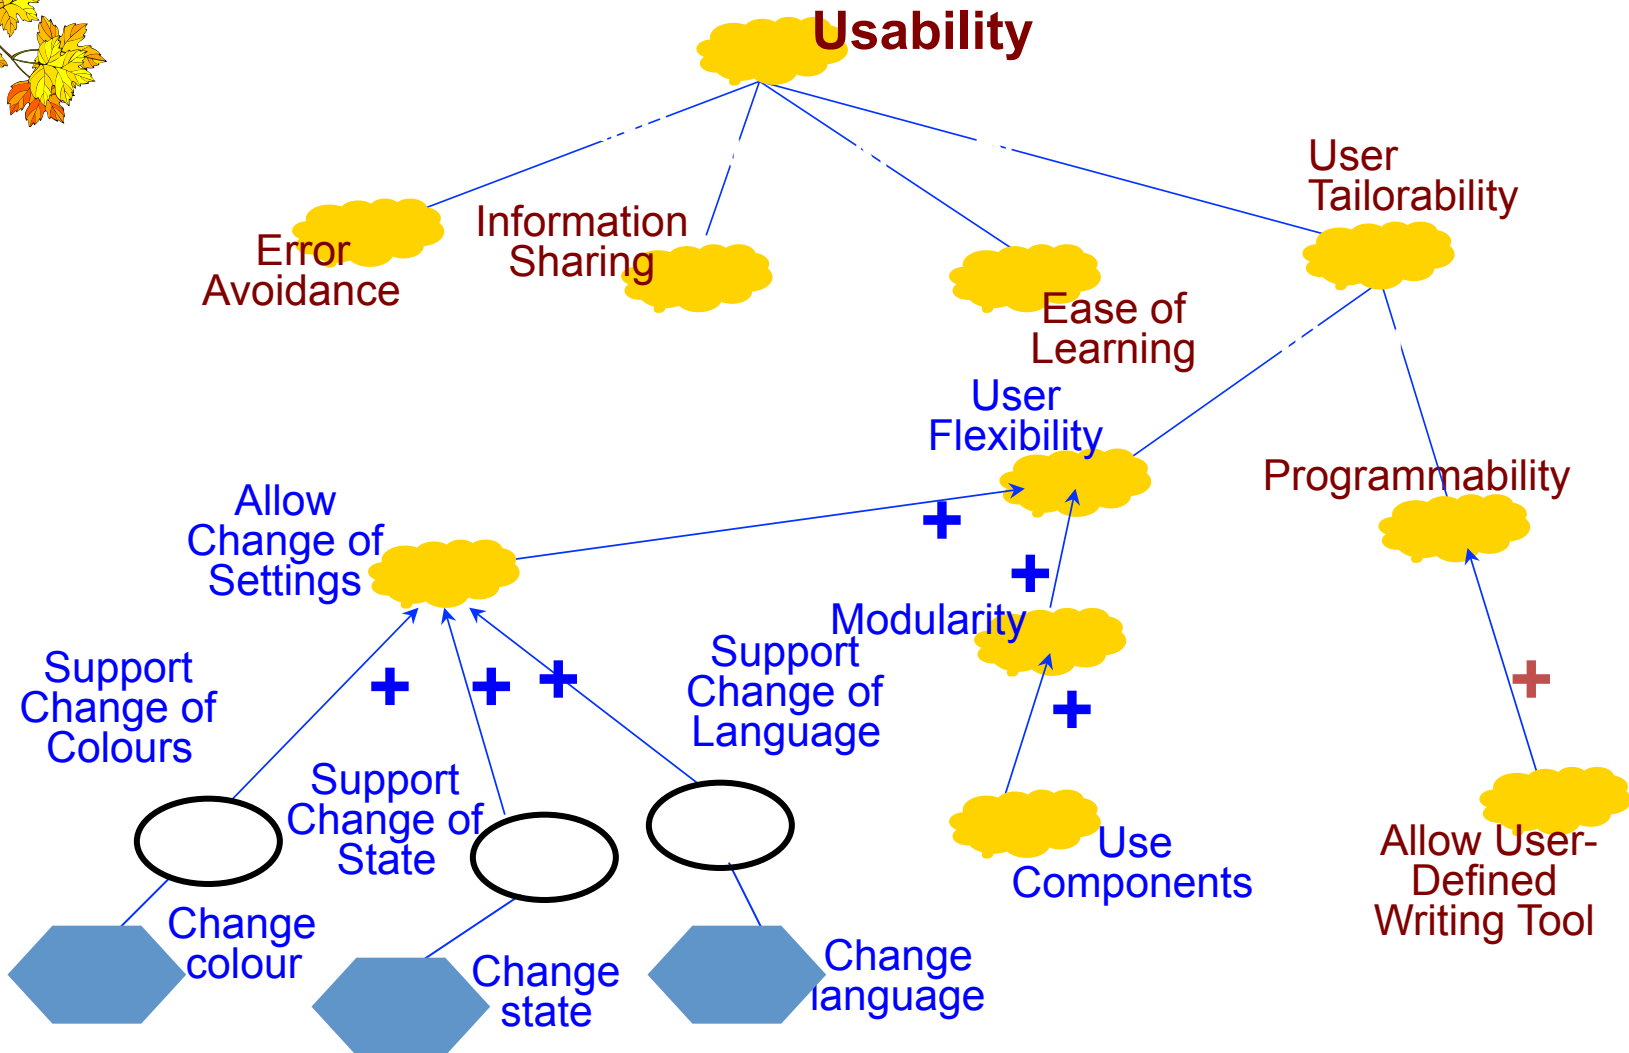 Usability
User
Tailorability
Information
Sharing
Error
Avoidance
Ease of
Learning
User
Flexibility
Programmability
Allow
Change of
Settings
+
+
Modularity
Support
Change of
Language
Support
Change of
Colours
+
+
+
+
+
Support
Change of
State
Use
Components
Allow User-
Defined
Writing Tool
Change
colour
Change
state
Change
language